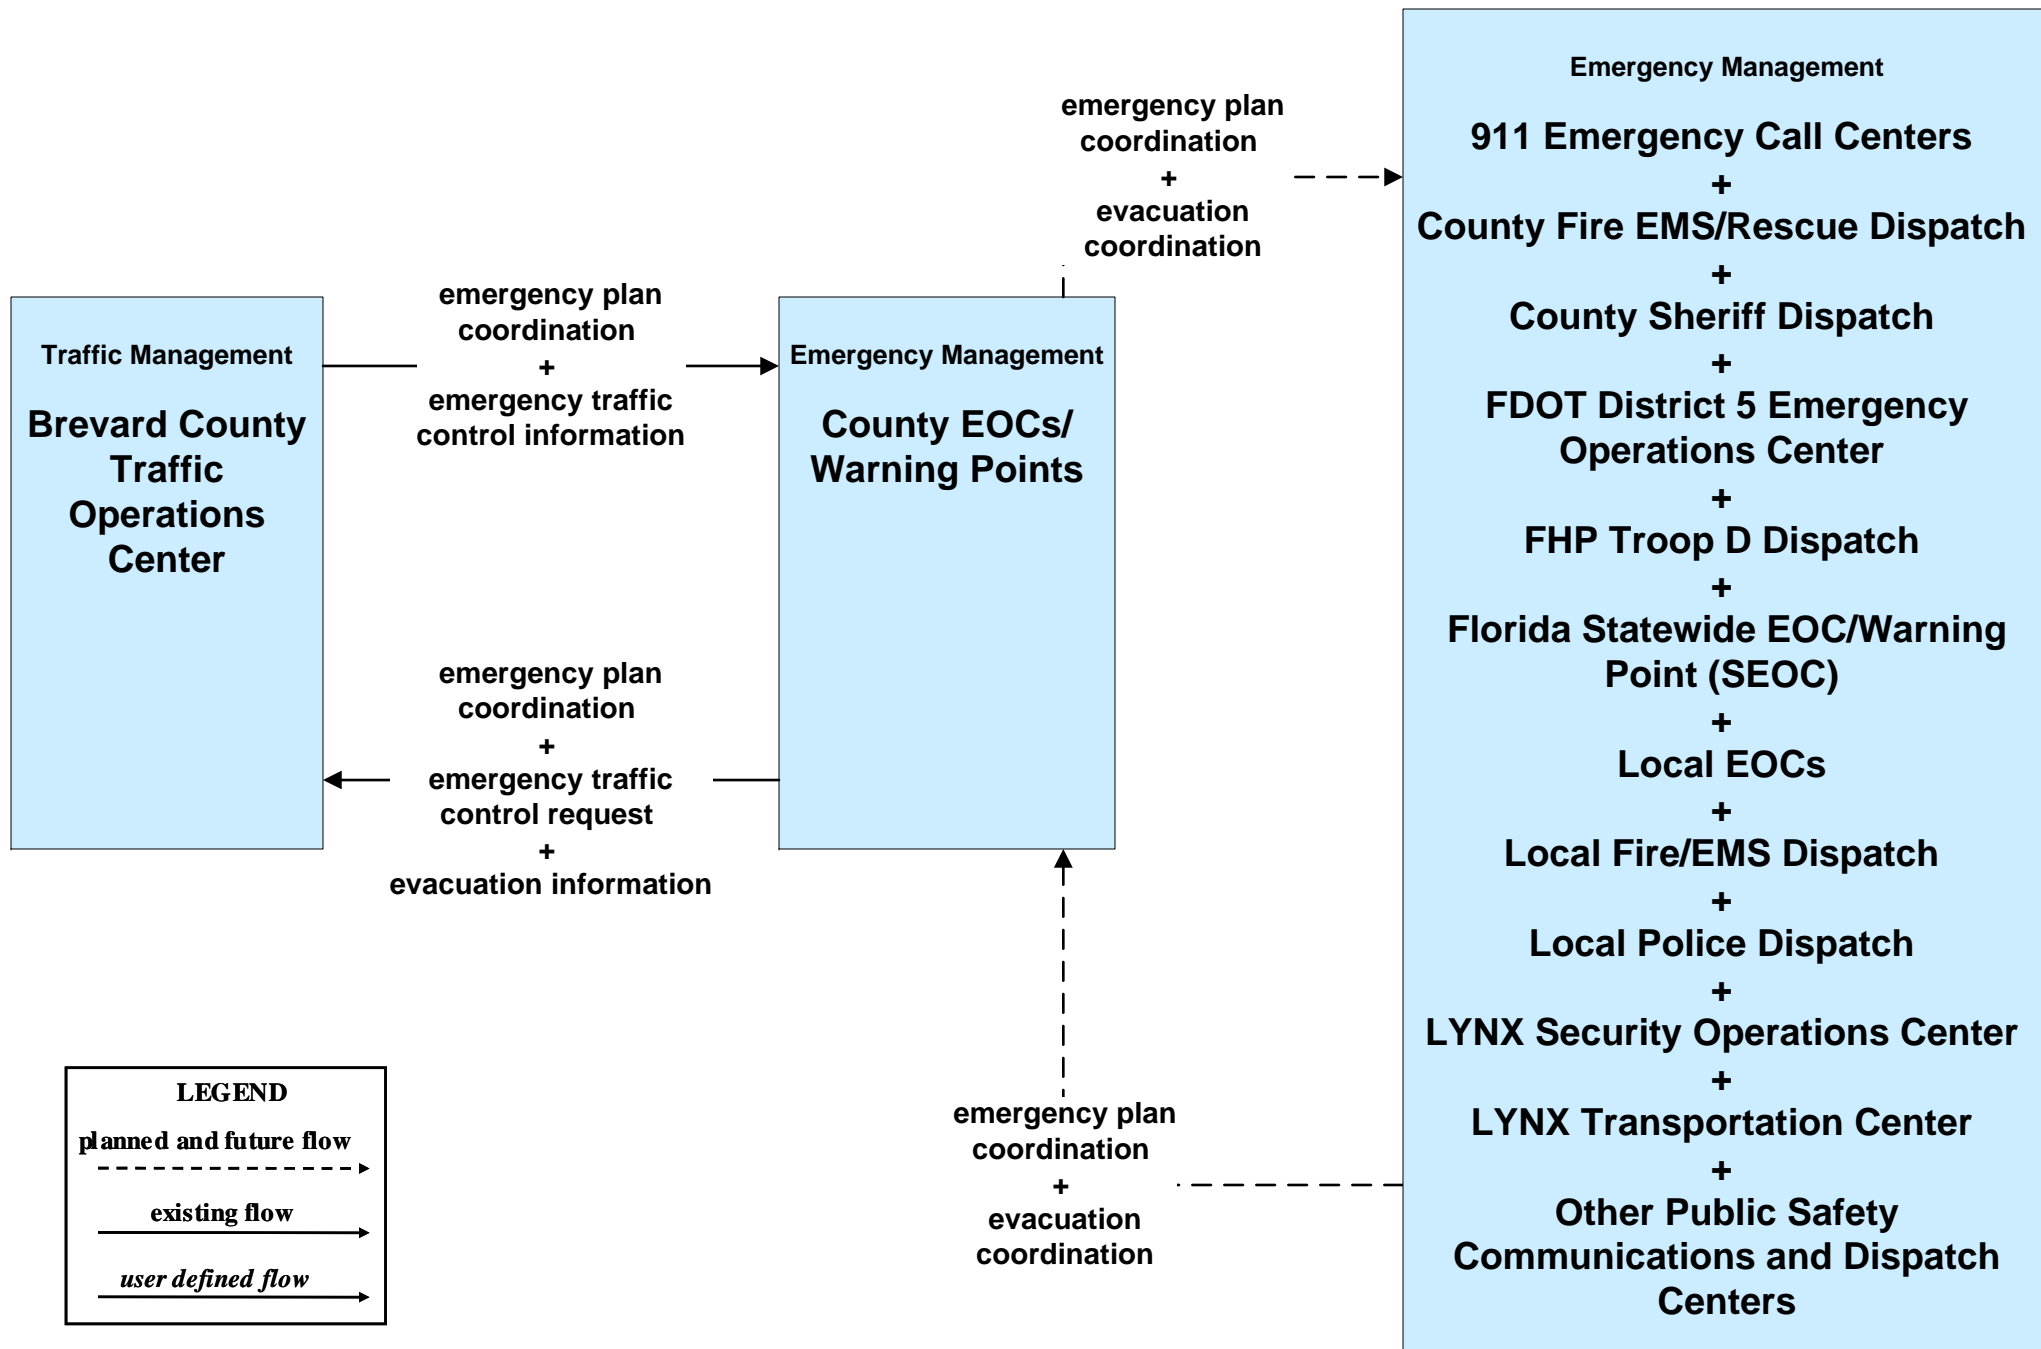 Traffic Management
Brevard County
Traffic
Operations
Center
emergency plan
coordination
+
emergency traffic
control information
emergency plan
coordination
+
emergency traffic
control request
+
evacuation information
Emergency Management
County EOCs/
Warning Points
emergency plan
coordination
+
evacuation
coordination
emergency plan
coordination
+
evacuation
coordination
Emergency Management
911 Emergency Call Centers
+
County Fire EMS/Rescue Dispatch
+
County Sheriff Dispatch
+
FDOT District 5 Emergency
Operations Center
+
FHP Troop D Dispatch
+
Florida Statewide EOC/Warning
Point (SEOC)
+
Local EOCs
+
Local Fire/EMS Dispatch
+
Local Police Dispatch
+
LYNX Security Operations Center
+
LYNX Transportation Center
+
Other Public Safety
Communications and Dispatch
Centers
LEGEND
planned and future flow
existing flow
user defined flow